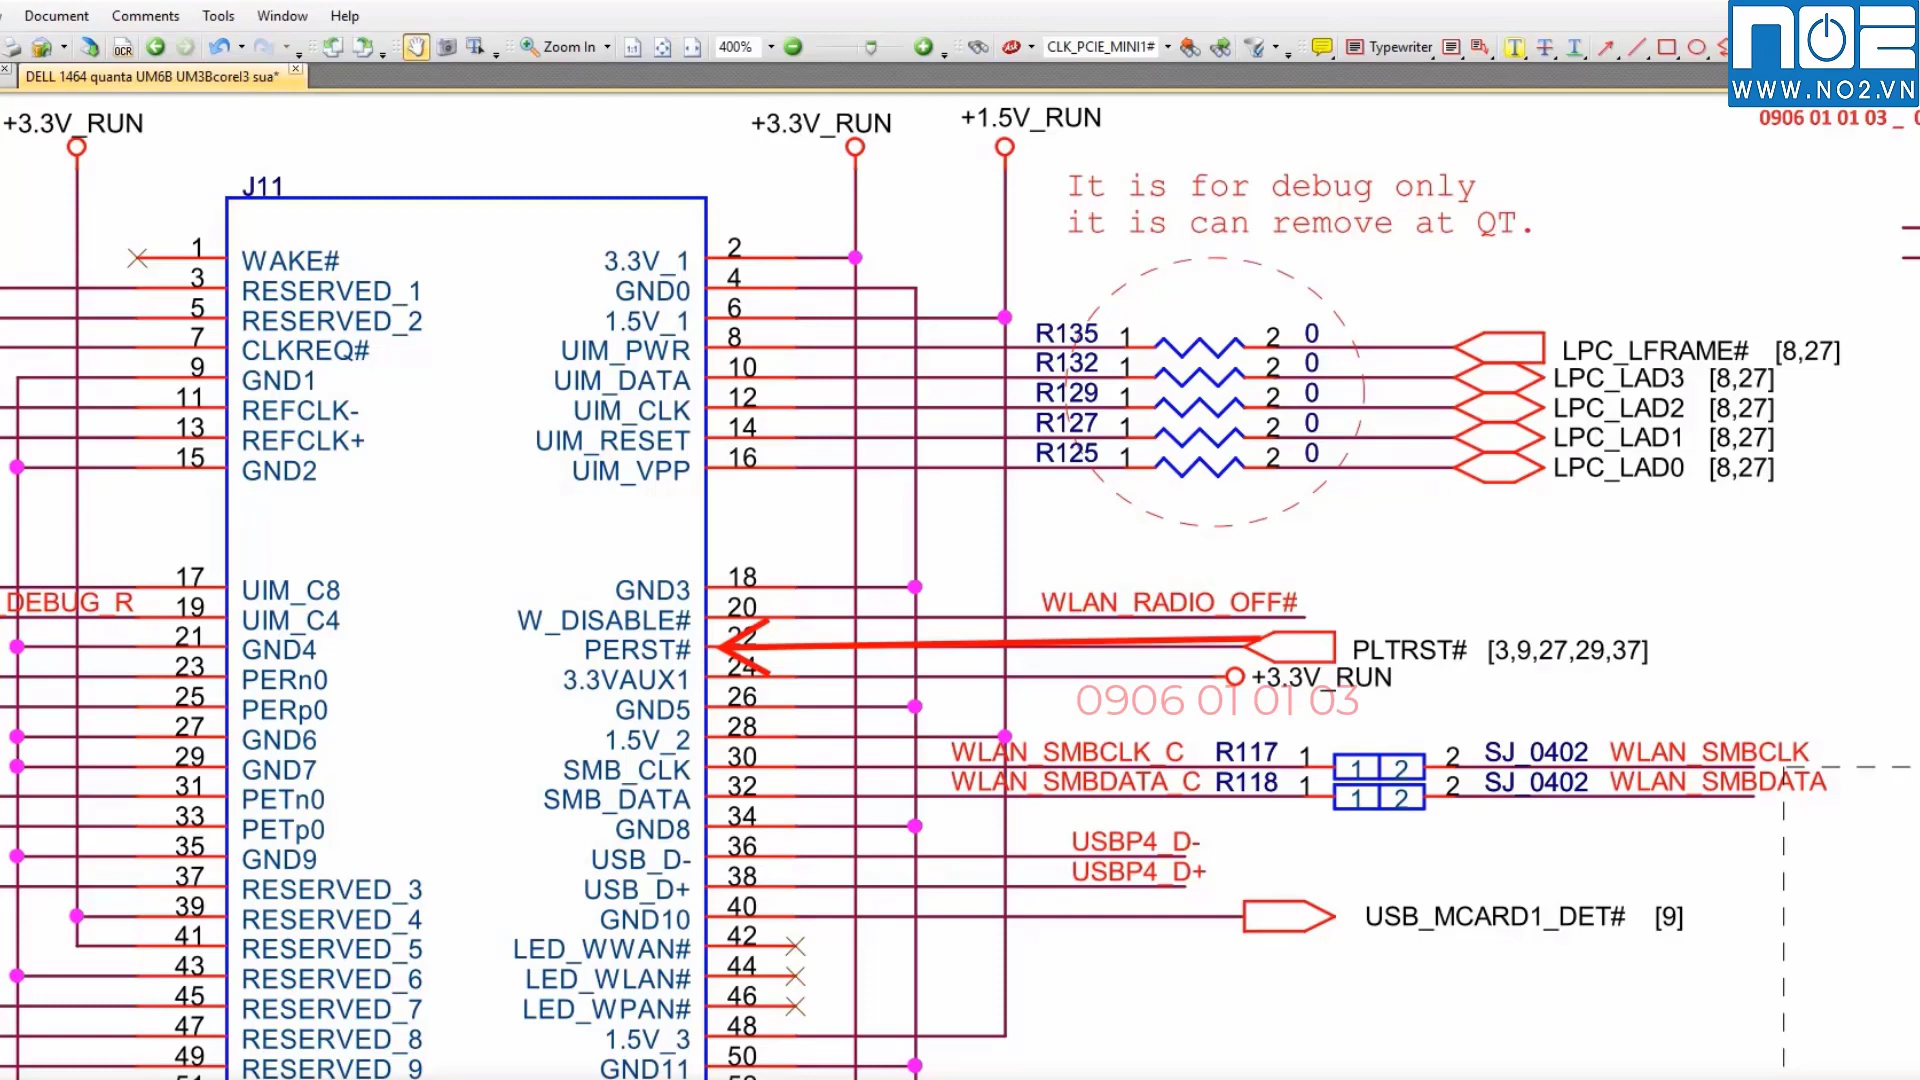 Document Comments Tools Window Help
OCR Zoom In 400% CLK_PCIE_MINI1# Typewriter
DELL 1464 quanta UM6B UM3Bcorel3 sua*
NO2
WWW.NO2.VN
0906 01 01 03 _
+3.3V_RUN +3.3V_RUN +1.5V_RUN
It is for debug only
it is can remove at QT.
J11
1 WAKE# 3.3V_1 2
3 RESERVED_1 GND0 4
5 RESERVED_2 1.5V_1 6
7 CLKREQ# UIM_PWR 8 R135 1 2 0 LPC_LFRAME# [8,27]
9 GND1 UIM_DATA 10 R132 1 2 0 LPC_LAD3 [8,27]
11 REFCLK- UIM_CLK 12 R129 1 2 0 LPC_LAD2 [8,27]
13 REFCLK+ UIM_RESET 14 R127 1 2 0 LPC_LAD1 [8,27]
15 GND2 UIM_VPP 16 R125 1 2 0 LPC_LAD0 [8,27]
17 UIM_C8 GND3 18
DEBUG_R 19 UIM_C4 W_DISABLE# 20 WLAN_RADIO_OFF#
21 GND4 PERST# 22 PLTRST# [3,9,27,29,37]
23 PERn0 3.3VAUX1 24 +3.3V_RUN
0906 01 01 03
25 PERp0 GND5 26
27 GND6 1.5V_2 28
29 GND7 SMB_CLK 30 WLAN_SMBCLK_C R117 1 1 2 2 SJ_0402 WLAN_SMBCLK
31 PETn0 SMB_DATA 32 WLAN_SMBDATA_C R118 1 1 2 2 SJ_0402 WLAN_SMBDATA
33 PETp0 GND8 34
35 GND9 USB_D- 36 USBP4_D-
37 RESERVED_3 USB_D+ 38 USBP4_D+
39 RESERVED_4 GND10 40 USB_MCARD1_DET# [9]
41 RESERVED_5 LED_WWAN# 42
43 RESERVED_6 LED_WLAN# 44
45 RESERVED_7 LED_WPAN# 46
47 RESERVED_8 1.5V_3 48
49 RESERVED_9 GND11 50